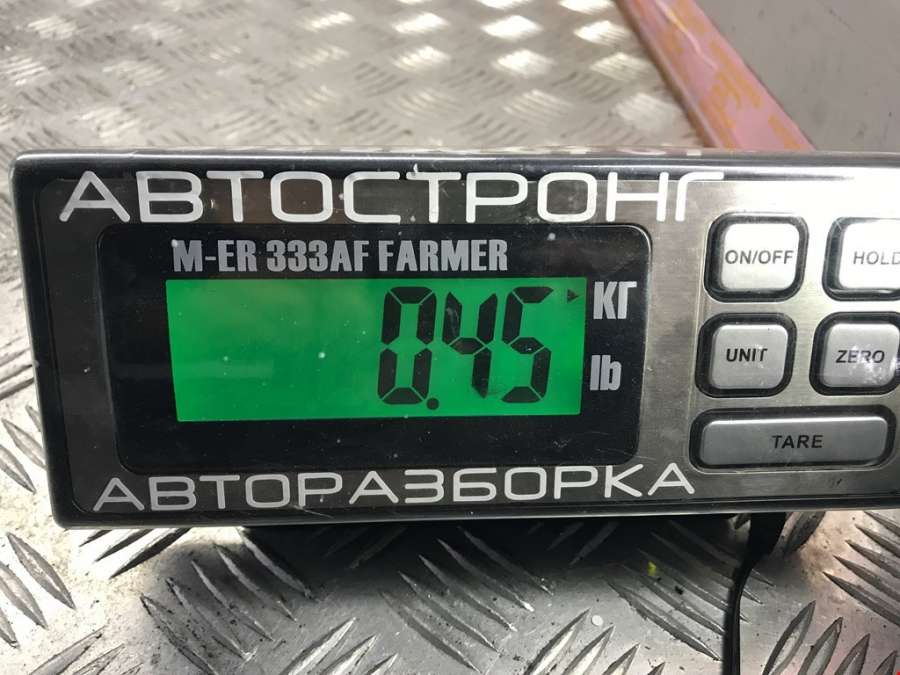 АВТОСТРОНГ
M-ER 333AF FARMER
0.45
КГ
lb
ON/OFF
HOLD
UNIT
ZERO
TARE
АВТОРАЗБОРКА